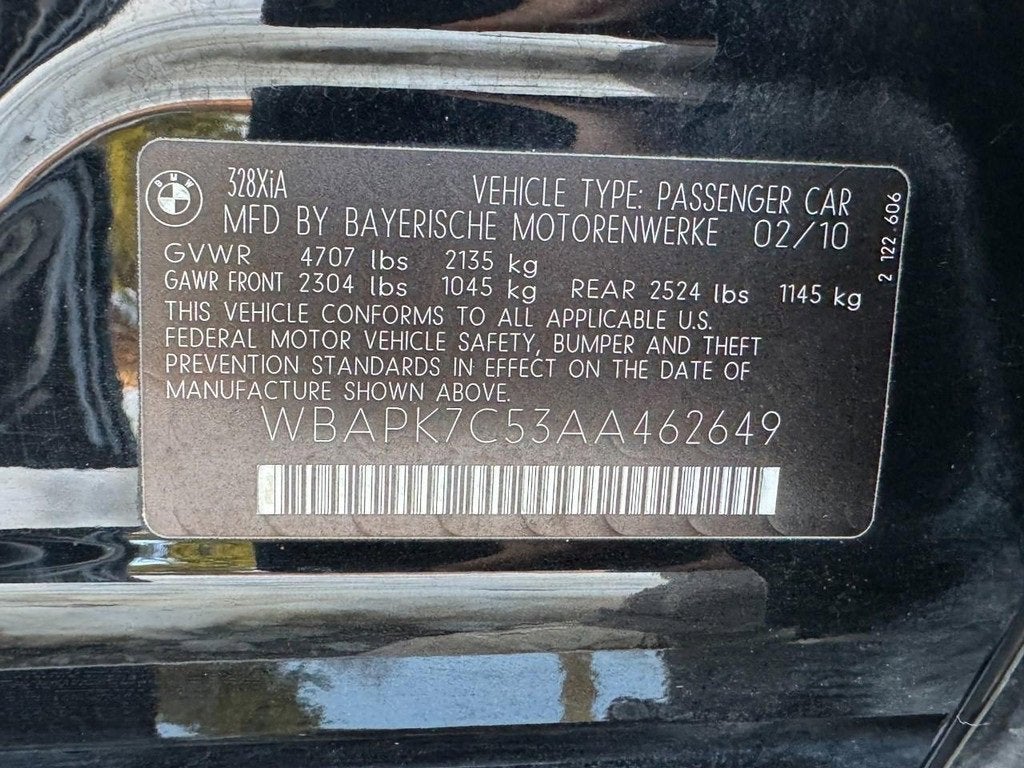 BMW
328XiA
VEHICLE TYPE: PASSENGER CAR
MFD BY BAYERISCHE MOTORENWERKE 02/10
GVWR 4707 lbs 2135 kg
GAWR FRONT 2304 lbs 1045 kg REAR 2524 lbs 1145 kg
THIS VEHICLE CONFORMS TO ALL APPLICABLE U.S.
FEDERAL MOTOR VEHICLE SAFETY, BUMPER AND THEFT
PREVENTION STANDARDS IN EFFECT ON THE DATE OF
MANUFACTURE SHOWN ABOVE.
WBAPK7C53AA462649
2 122 606